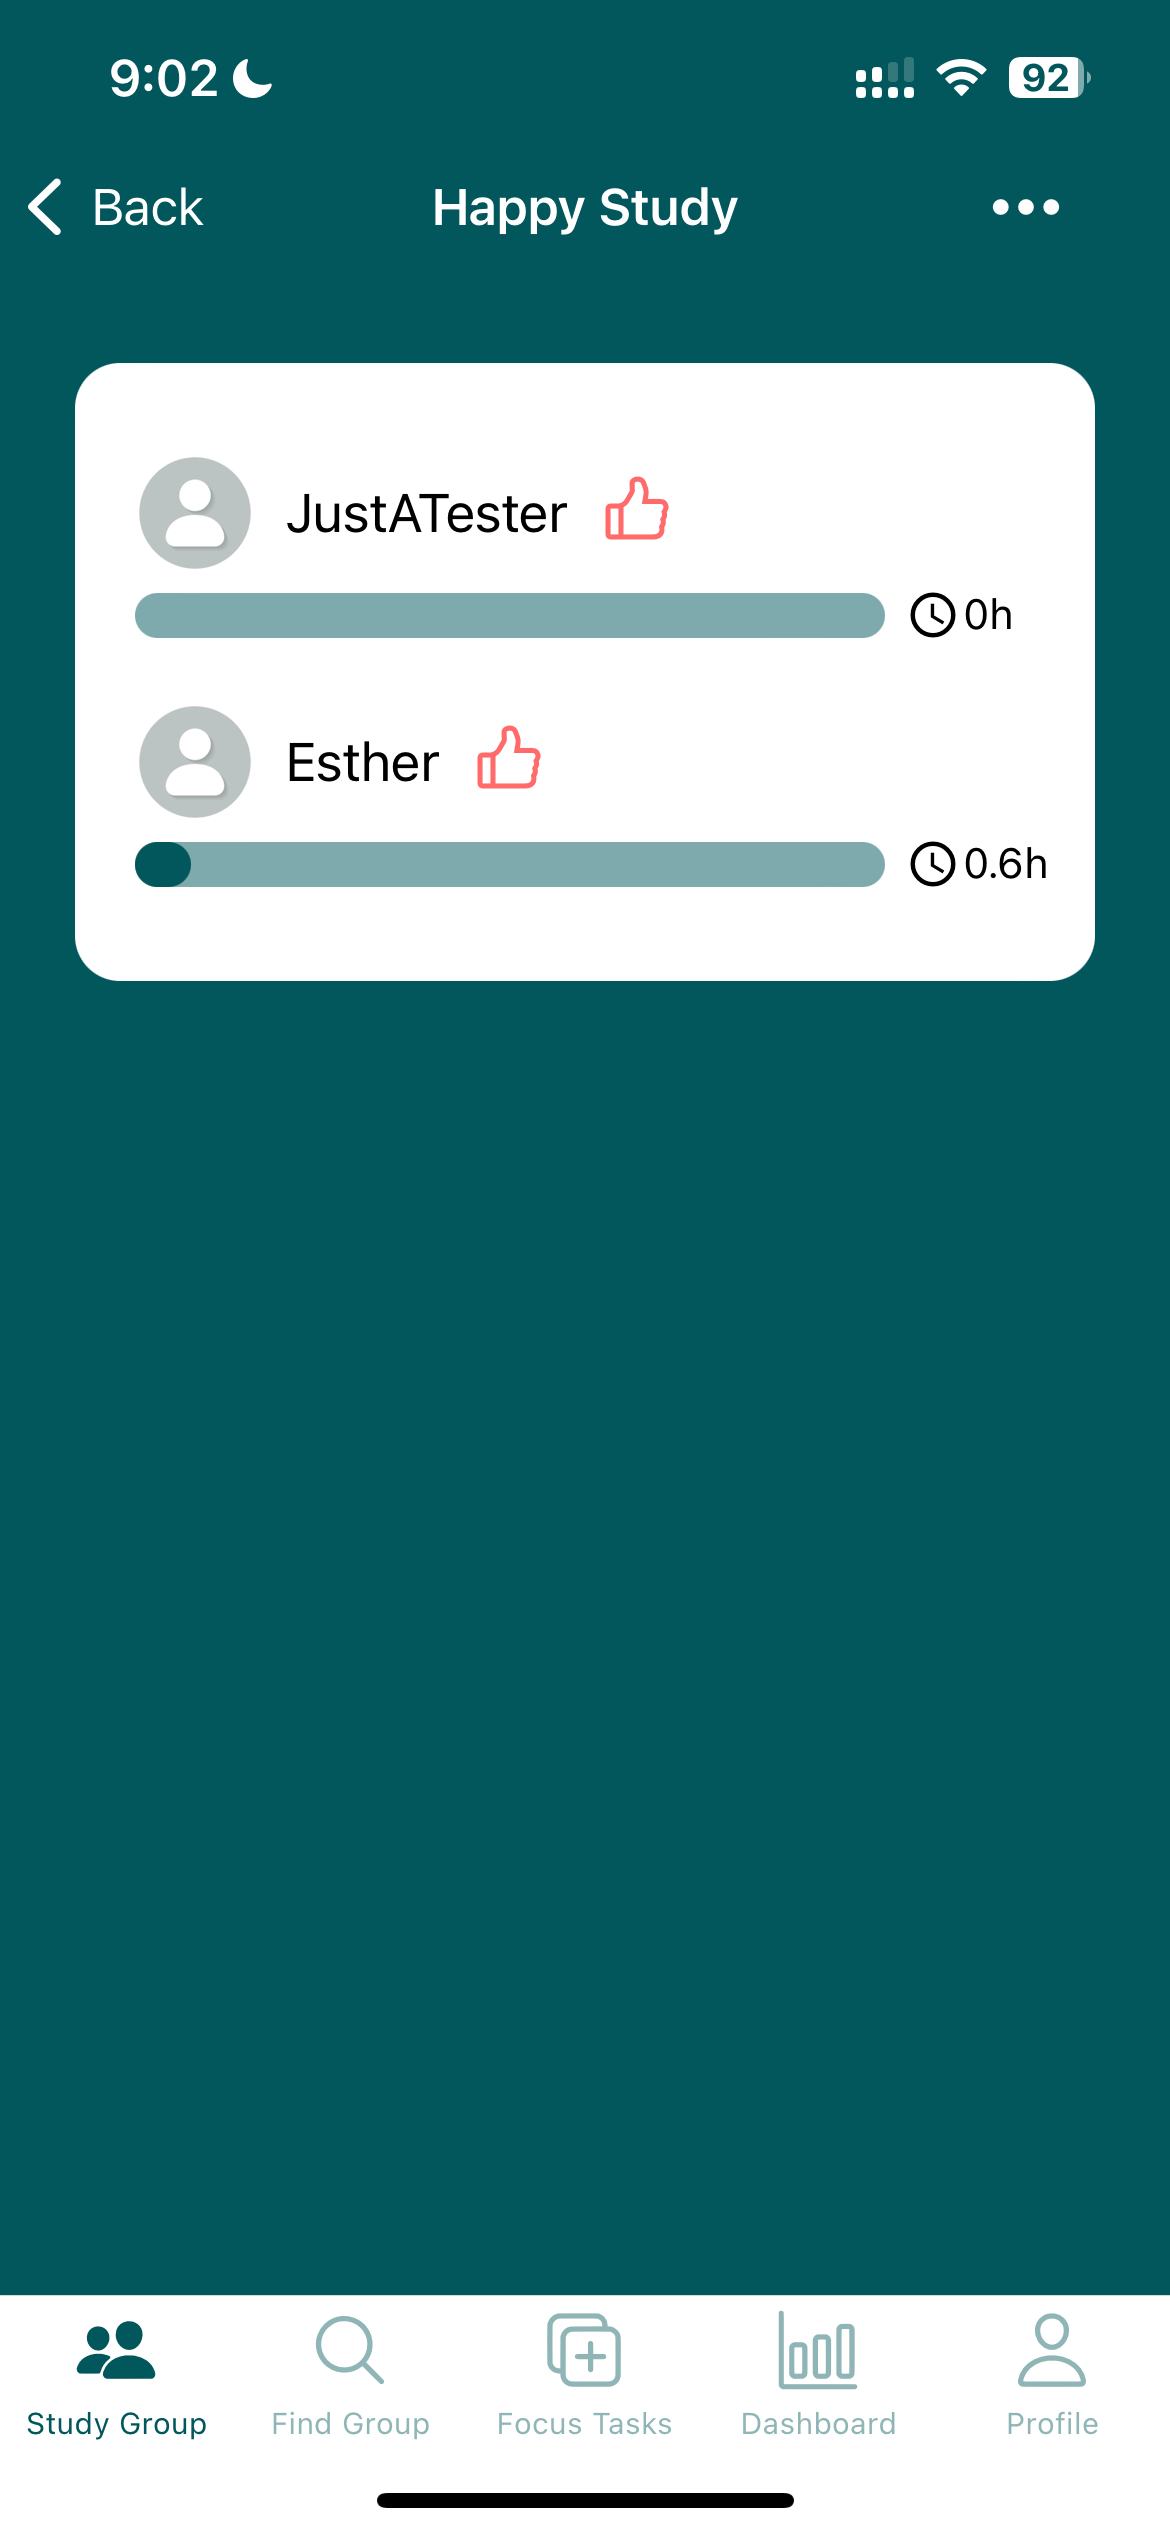 9:02 92
Back Happy Study
JustATester
0h
Esther
0.6h
Study Group Find Group Focus Tasks Dashboard Profile